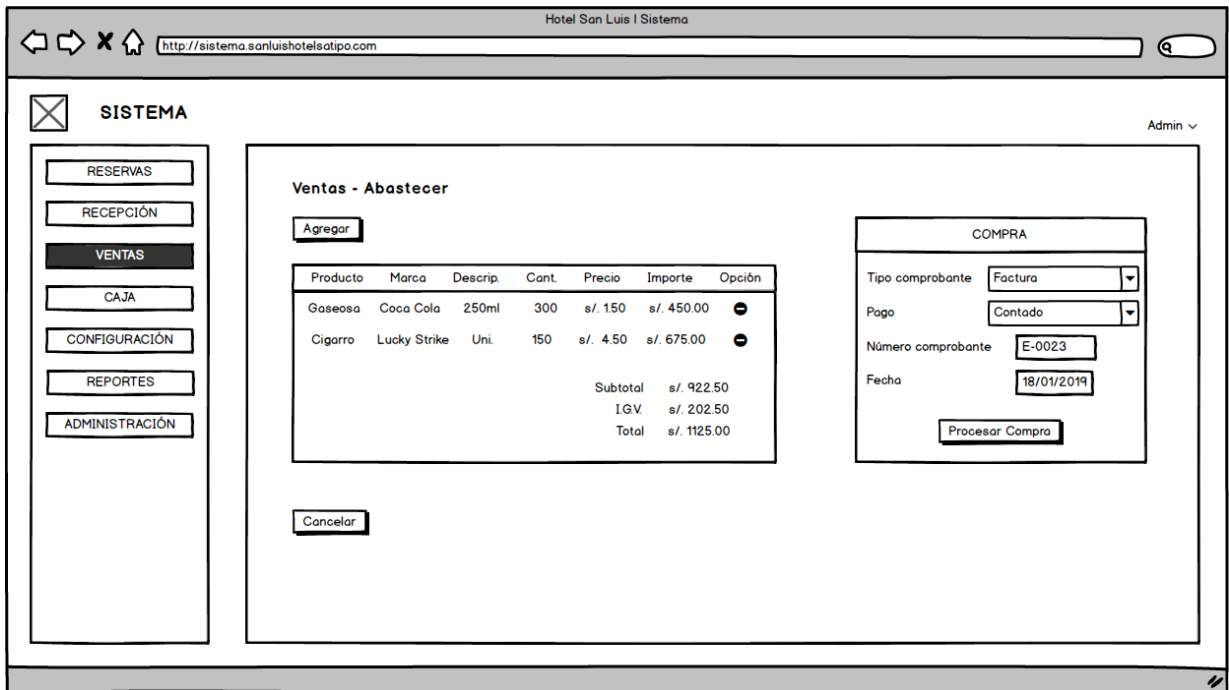 Hotel San Luis | Sistema
http://sistema.sanluishotelsatipo.com
SISTEMA
Admin
RESERVAS
RECEPCIÓN
VENTAS
CAJA
CONFIGURACIÓN
REPORTES
ADMINISTRACIÓN
Ventas - Abastecer
Agregar
Producto Marca Descrip. Cant. Precio Importe Opción
Gaseosa Coca Cola 250ml 300 s/. 1.50 s/. 450.00
Cigarro Lucky Strike Uni. 150 s/. 4.50 s/. 675.00
Subtotal s/. 922.50
I.G.V. s/. 202.50
Total s/. 1125.00
COMPRA
Tipo comprobante Factura
Pago Contado
Número comprobante E-0023
Fecha 18/01/2019
Procesar Compra
Cancelar